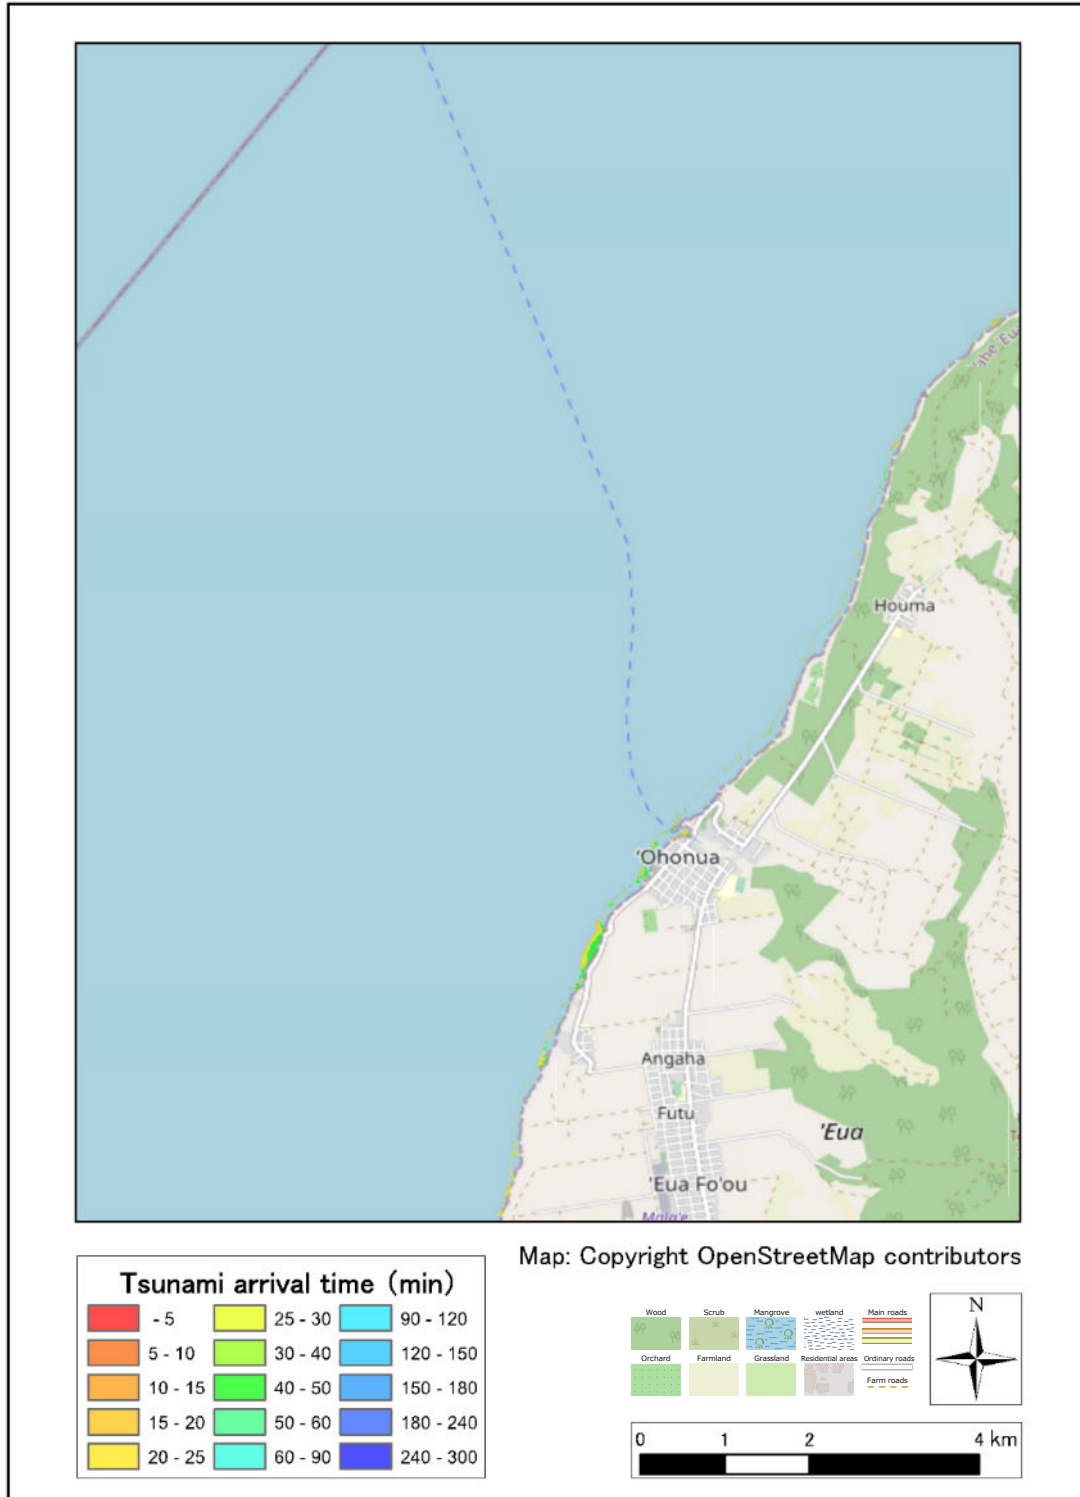 'ahe 'Eu
Houma
'Ohonua
Angaha
Futu
'Eua
'Eua Fo'ou
Mala'e
Map: Copyright OpenStreetMap contributors
Tsunami arrival time (min)
- 5
25 - 30
90 - 120
5 - 10
30 - 40
120 - 150
10 - 15
40 - 50
150 - 180
15 - 20
50 - 60
180 - 240
20 - 25
60 - 90
240 - 300
Wood
Scrub
Mangrove
wetland
Main roads
Orchard
Farmland
Grassland
Residential areas
Ordinary roads
Farm roads
N
0 1 2 4 km